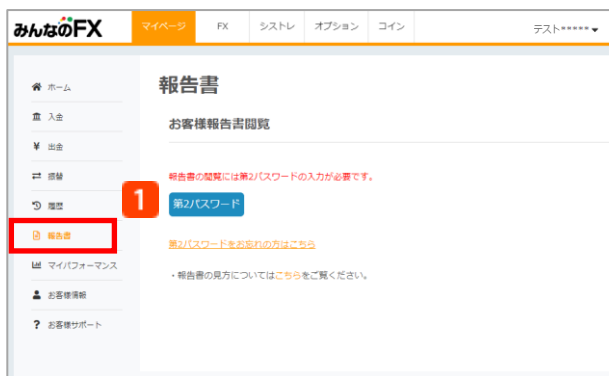 みんなのFX マイページ FX シストレ オプション コイン テスト*****
ホーム
入金
¥ 出金
振替
履歴
報告書
マイパフォーマンス
お客様情報
? お客様サポート
報告書
お客様報告書閲覧
報告書の閲覧には第2パスワードの入力が必要です。
1 第2パスワード
第2パスワードをお忘れの方はこちら
・報告書の見方についてはこちらをご覧ください。